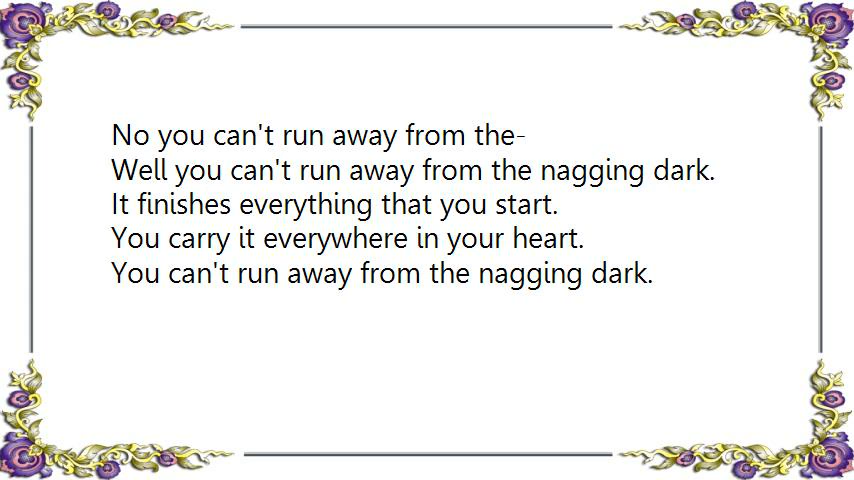 No you can't run away from the-
Well you can't run away from the nagging dark.
It finishes everything that you start.
You carry it everywhere in your heart.
You can't run away from the nagging dark.